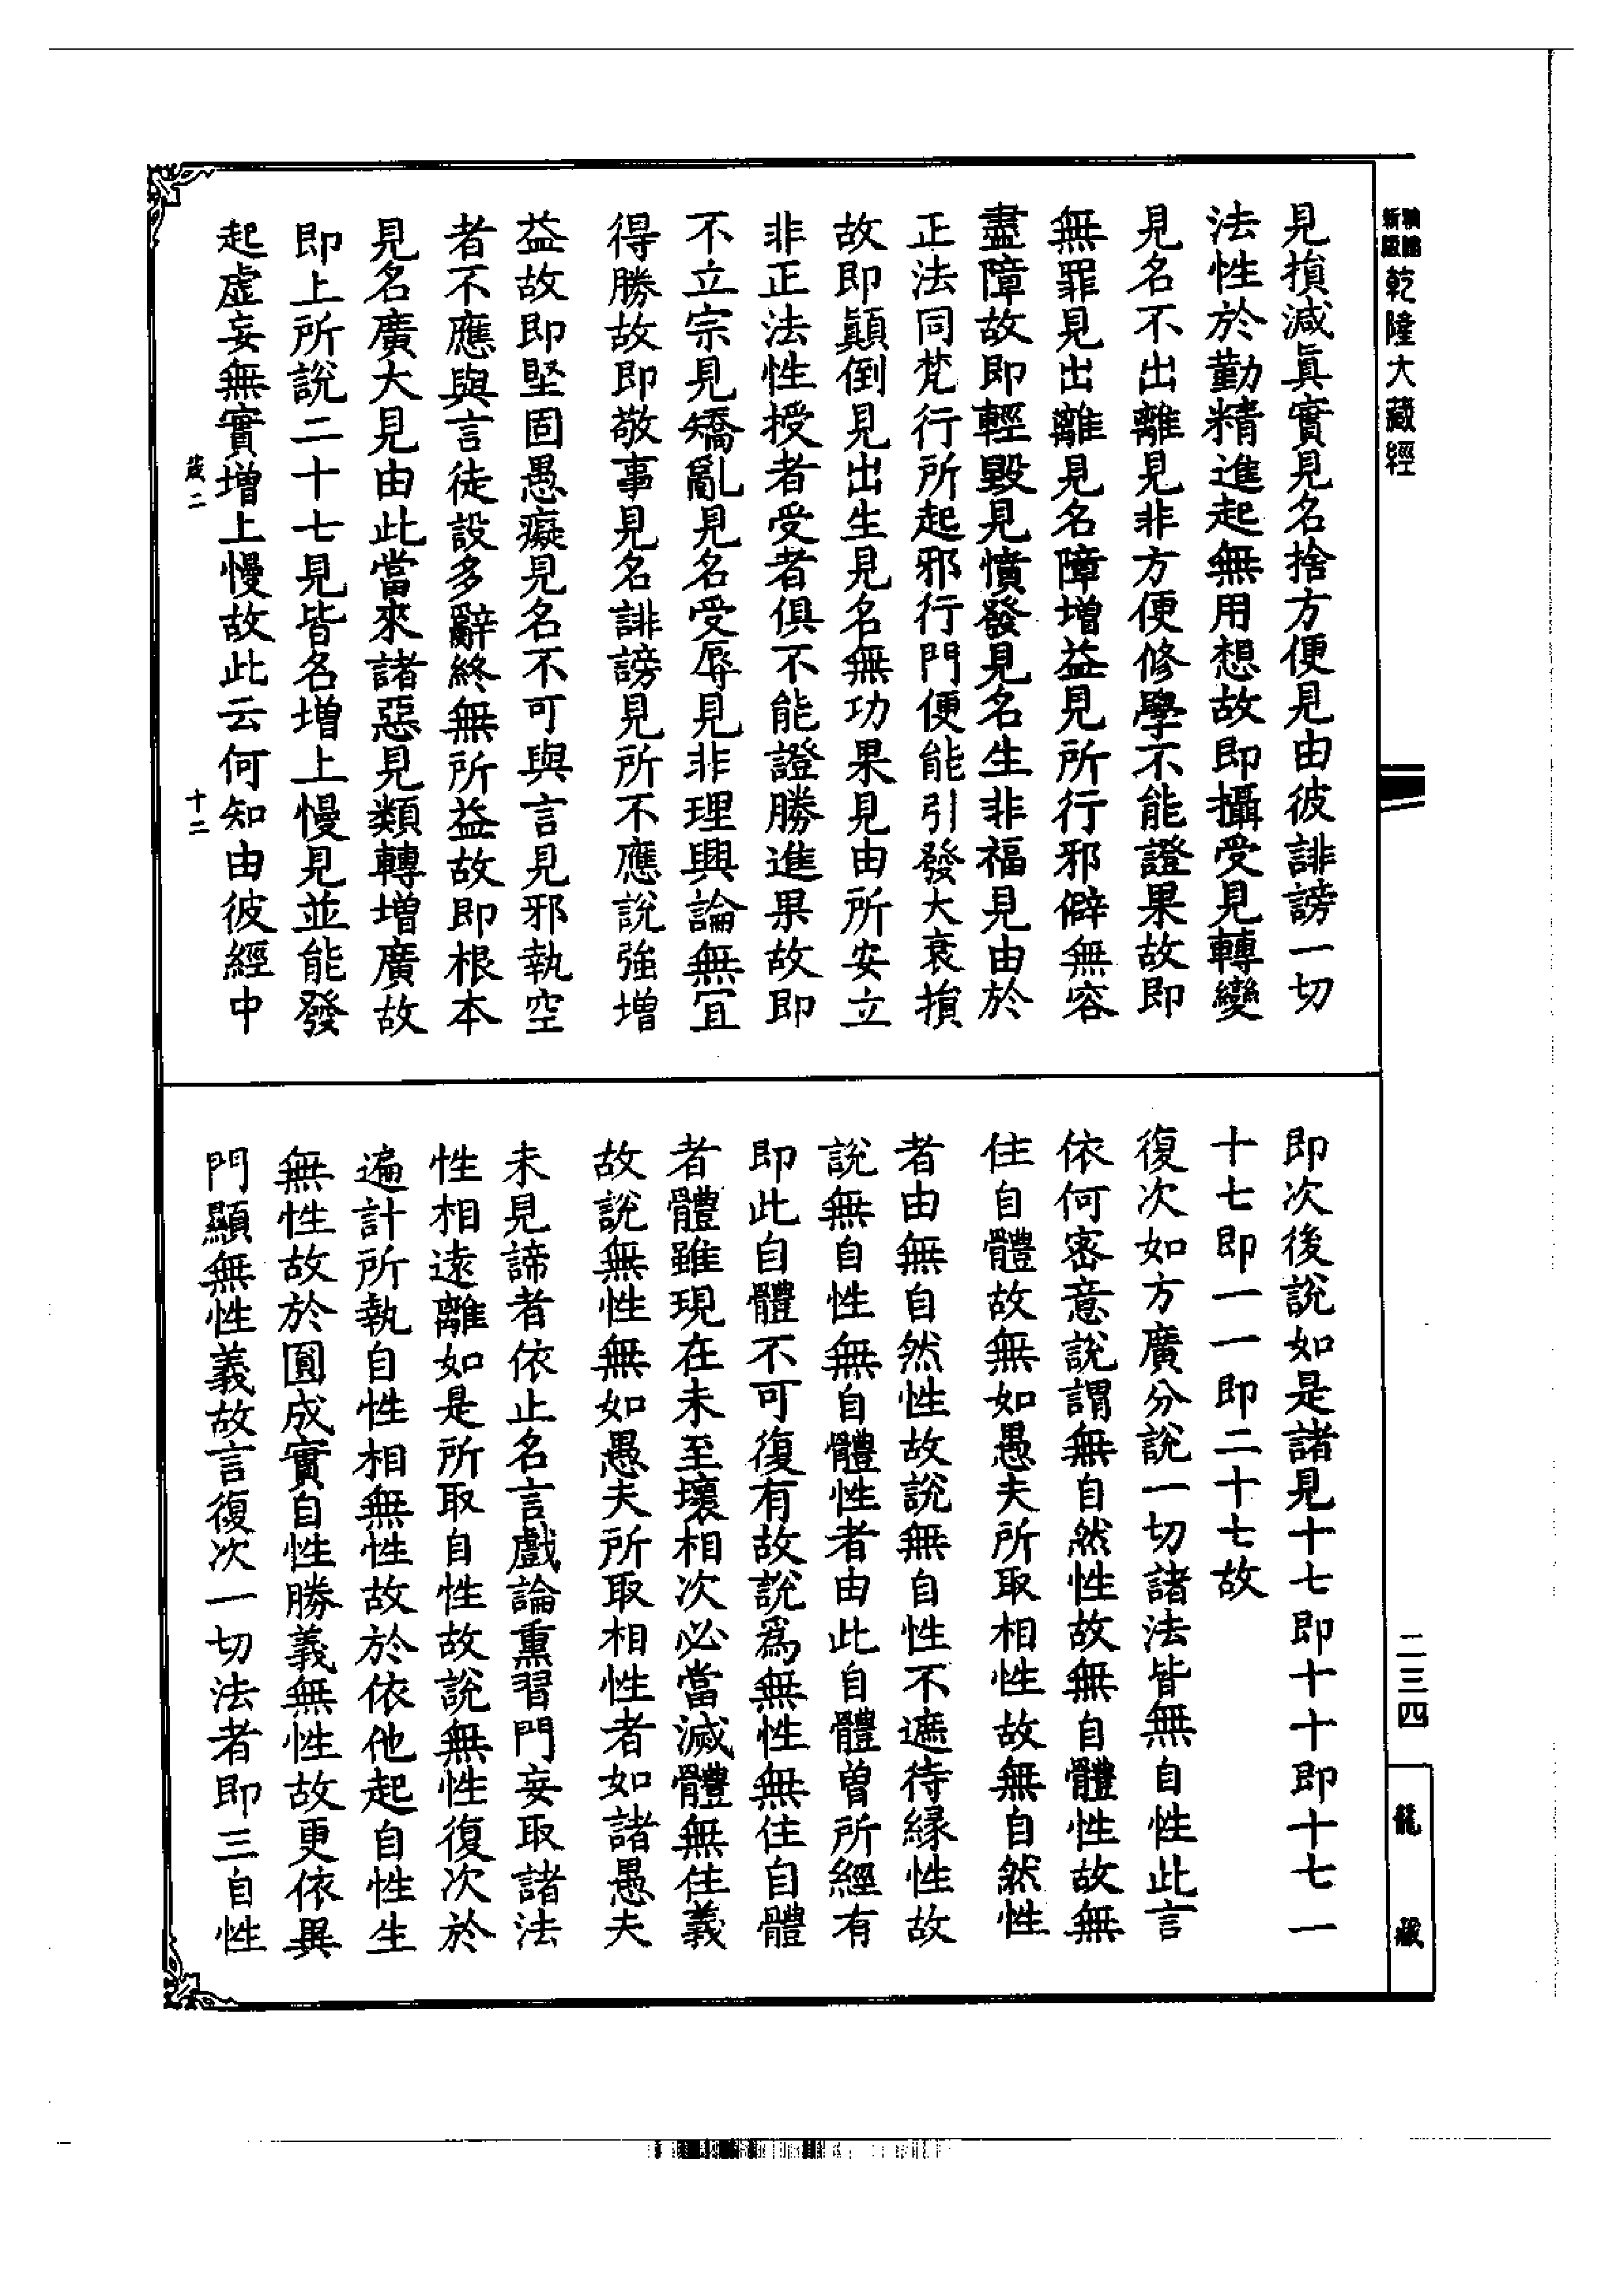 乾隆大藏經
見損減眞實見名捨方便見由彼誹謗一切
法性於勤精進起無用想故即攝受見轉變
見名不出離見非方便修學不能證果故即
無罪見出離見名障增益見所行邪僻無容
盡障故即輕毀見憤發見名生非福見由於
正法同梵行所起邪行門便能引發大衰損
故即顚倒見出生見名無功果見由所安立
非正法性授者受者俱不能證勝進果故即
不立宗見矯亂見名受辱見非理興論無宜
得勝故即敬事見名誹謗見所不應說強增
益故即堅固愚癡見名不可與言見邪執空
者不應與言徒設多辭終無所益故即根本
見名廣大見由此當來諸惡見類轉增廣故
即上所說二十七見皆名增上慢見並能發
起虛妄無實增上慢故此云何知由彼經中
十二
即次後說如是諸見十七即十十即十七一
十七即一一即二十七故
復次如方廣分說一切諸法皆無自性此言
依何密意說謂無自然性故無自體性故無
住自體故無如愚夫所取相性故無自然性
者由無自然性故說無自性不遮待緣性故
說無自性無自體性者由此自體曾所經有
即此自體不可復有故說爲無性無住自體
者體雖現在未至壞相次必當滅體無住義
故說無性無如愚夫所取相性者如諸愚夫
未見諦者依止名言戲論熏習門妄取諸法
性相遠離如是所取自性故說無性復次於
遍計所執自性相無性故於依他起自性生
無性故於圓成實自性勝義無性故更依異
門顯無性義故言復次一切法者即三自性
二三四
龍藏